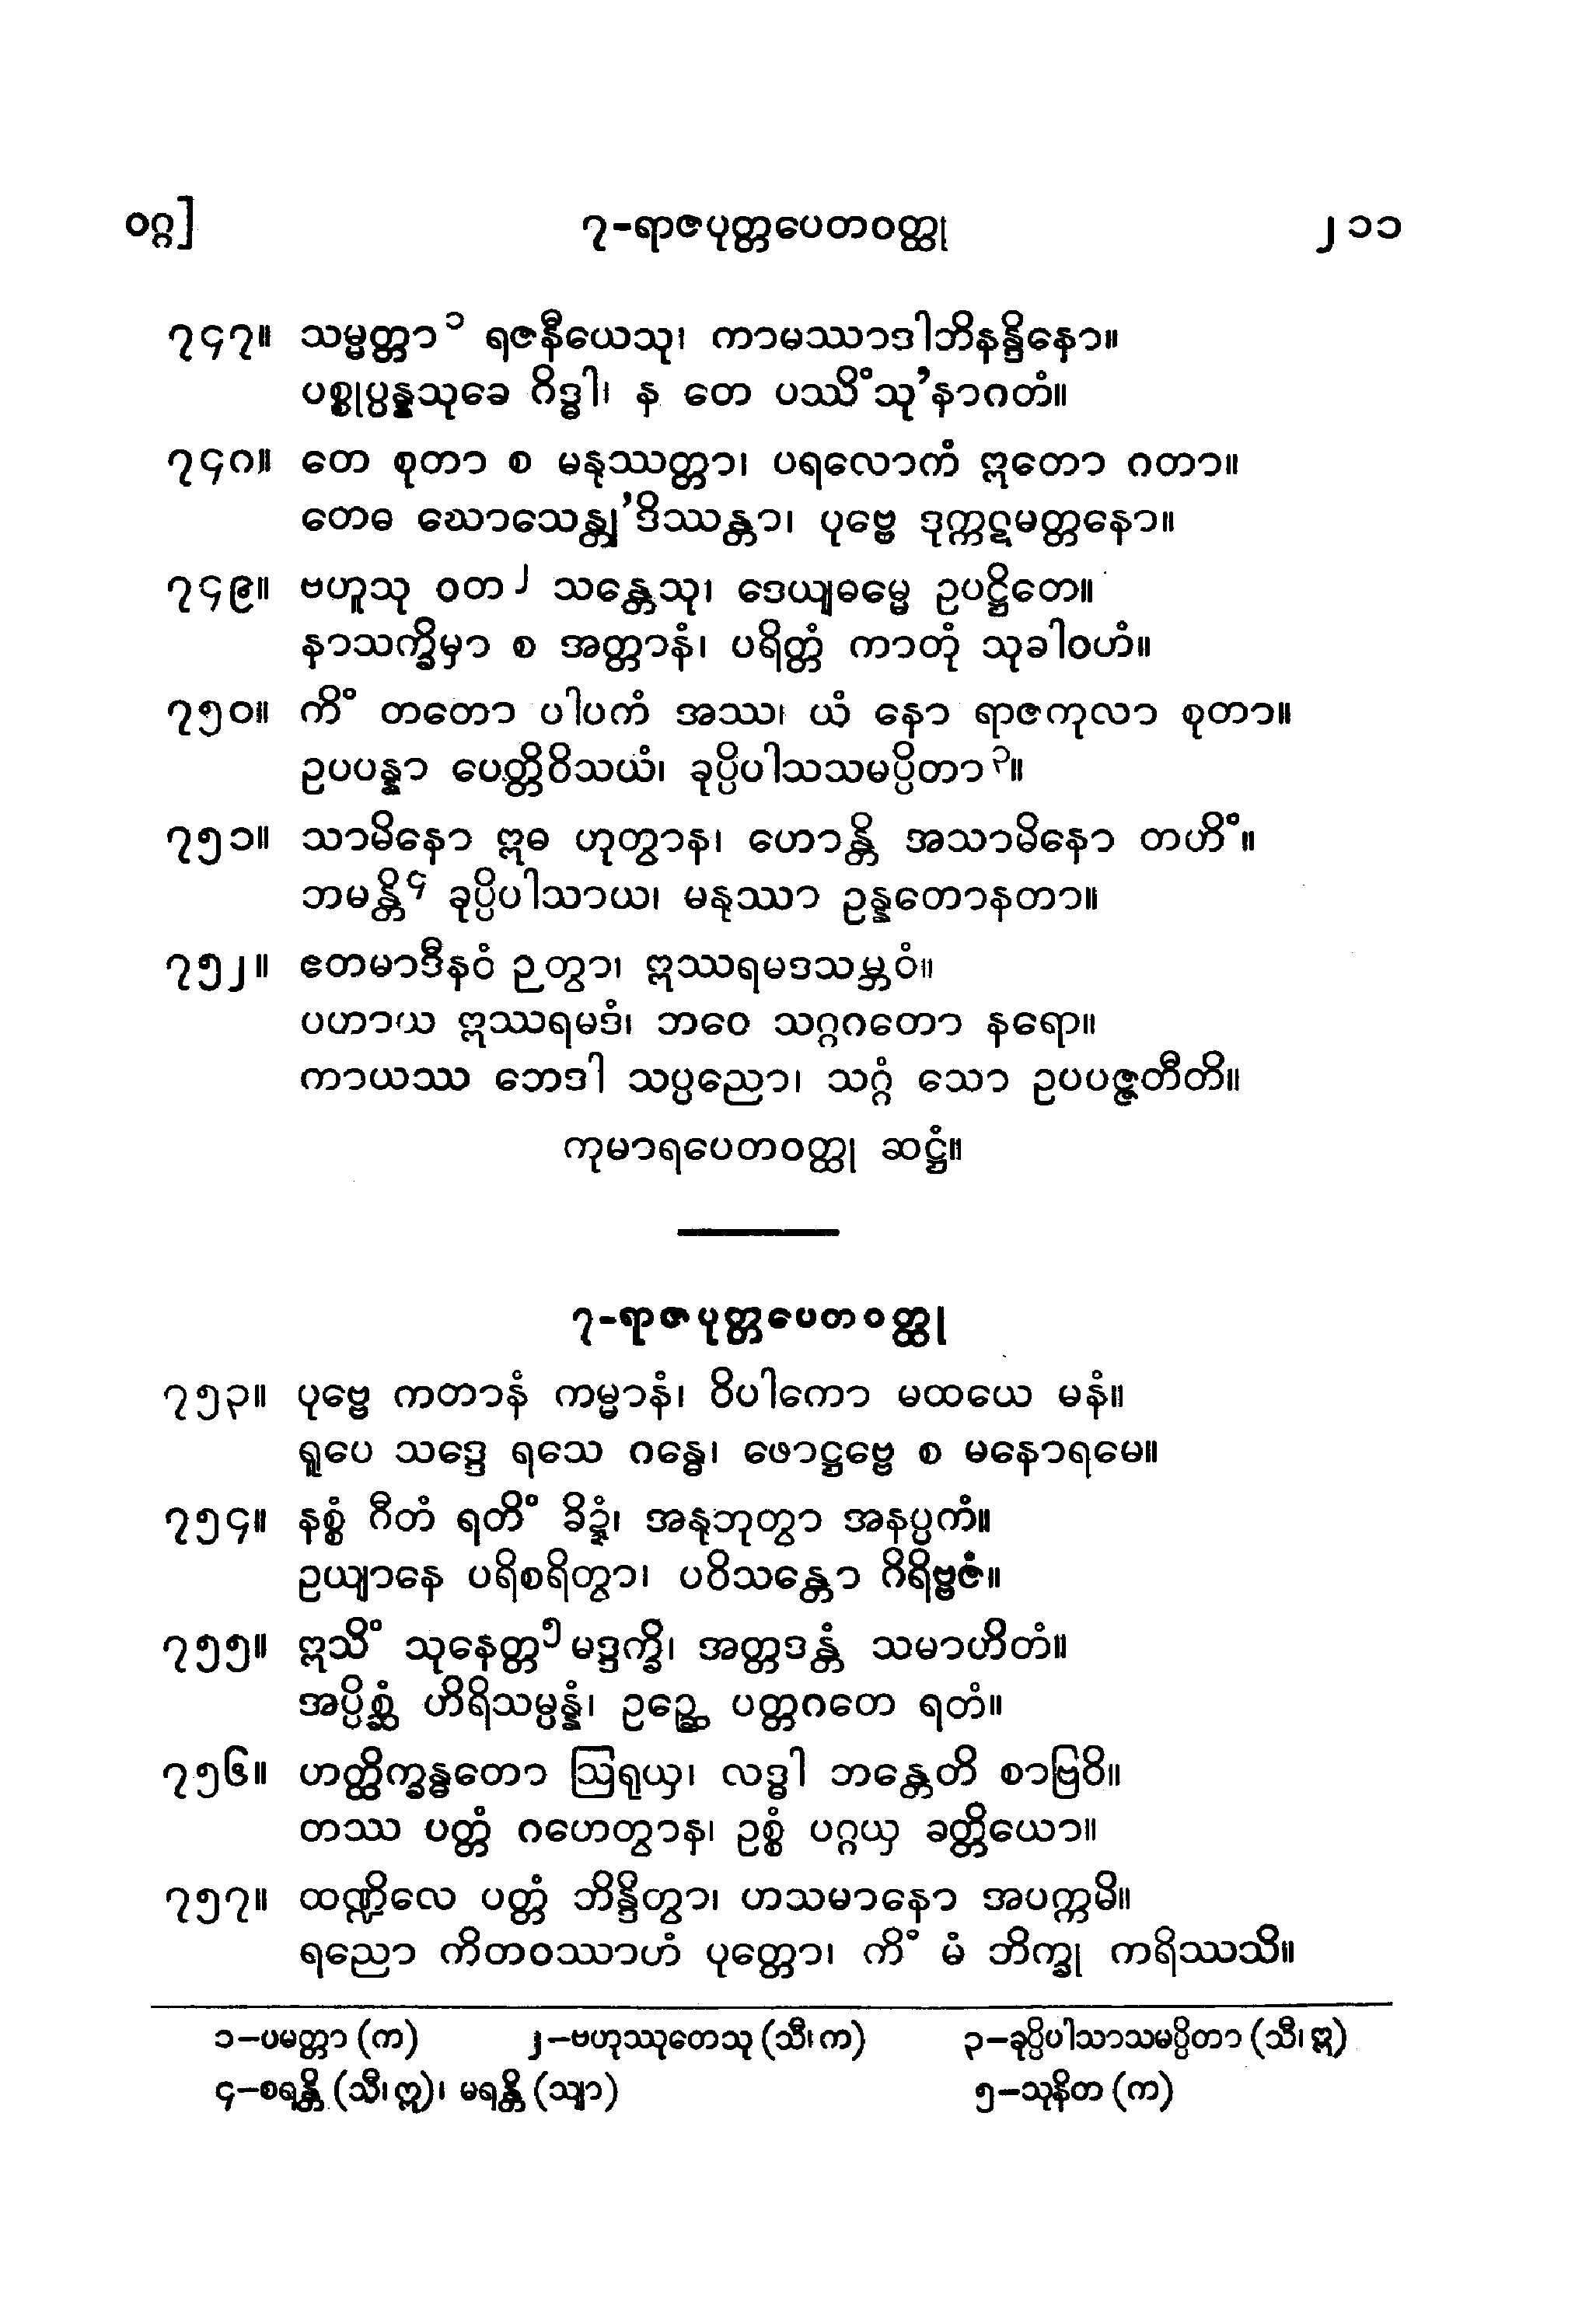 ဝဂ္ဂ] ၇-ရာဇပုတ္တပေတဝတ္ထု ၂၁၁
၇၄၇။ သမ္မတ္တာ၁ ရဇနီယေသု၊ ကာမဿာဒါဘိနန္ဒိနော။
ပစ္စုပ္ပန္နသုခေ ဂိဒ္ဓါ၊ န တေ ပဿိံသု’နာဂတံ။
၇၄၈။ တေ စုတာ စ မနုဿတ္တာ၊ ပရလောကံ ဣတော ဂတာ။
တေဓ ဃောသေန္တျ’ဒိဿန္တာ၊ ပုဗ္ဗေ ဒုက္ကဋမတ္တနော။
၇၄၉။ ဗဟူသု ဝတ၂ သန္တေသု၊ ဒေယျဓမ္မေ ဥပဋ္ဌိတေ။
နာသက္ခိမှာ စ အတ္တာနံ၊ ပရိတ္တံ ကာတုံ သုခါဝဟံ။
၇၅၀။ ကိံ တတော ပါပကံ အဿ၊ ယံ နော ရာဇကုလာ စုတာ။
ဥပပန္နာ ပေတ္တိဝိသယံ၊ ခုပ္ပိပါသသမပ္ပိတာ၃။
၇၅၁။ သာမိနော ဣဓ ဟုတွာန၊ ဟောန္တိ အသာမိနော တဟိံ။
ဘမန္တိ၄ ခုပ္ပိပါသာယ၊ မနုဿာ ဥန္နတောနတာ။
၇၅၂။ ဧတမာဒီနဝံ ဉတွာ၊ ဣဿရမဒသမ္ဘဝံ။
ပဟာယ ဣဿရမဒံ၊ ဘဝေ သဂ္ဂဂတော နရော။
ကာယဿ ဘေဒါ သပ္ပညော၊ သဂ္ဂံ သော ဥပပဇ္ဇတီတိ။
ကုမာရပေတဝတ္ထု ဆဋ္ဌံ။
၇-ရာဇပုတ္တပေတဝတ္ထု
၇၅၃။ ပုဗ္ဗေ ကတာနံ ကမ္မာနံ၊ ဝိပါကော မထယေ မနံ။
ရူပေ သဒ္ဒေ ရသေ ဂန္ဓေ၊ ဖောဋ္ဌဗ္ဗေ စ မနောရမေ။
၇၅၄။ နစ္စံ ဂီတံ ရတိံ ခိဍ္ဍံ၊ အနုဘုတွာ အနပ္ပကံ။
ဥယျာနေ ပရိစရိတွာ၊ ပဝိသန္တော ဂိရိဗ္ဗဇံ။
၇၅၅။ ဣသိံ သုနေတ္တ၅မဒ္ဒက္ခိ၊ အတ္တဒန္တံ သမာဟိတံ။
အပ္ပိစ္ဆံ ဟိရိသမ္ပန္နံ၊ ဥဉ္ဆေ ပတ္တဂတေ ရတံ။
၇၅၆။ ဟတ္ထိက္ခန္ဓတော ဩရုယှ၊ လဒ္ဓါ ဘန္တေတိ စာဗြဝိ။
တဿ ပတ္တံ ဂဟေတွာန၊ ဥစ္စံ ပဂ္ဂယှ ခတ္တိယော။
၇၅၇။ ထဏ္ဍိလေ ပတ္တံ ဘိန္ဒိတွာ၊ ဟသမာနော အပက္ကမိ။
ရညော ကိတဝဿာဟံ ပုတ္တော၊ ကိံ မံ ဘိက္ခု ကရိဿသိ။
၁-ပမတ္တာ (က) ၂-ဗဟုဿုတေသု (သီ၊ က) ၃-ခုပ္ပိပါသာသမပ္ပိတာ (သီ၊ ဣ)
၄-စရန္တိ (သီ၊ ဣ)၊ မရန္တိ (သျာ) ၅-သုနိတ (က)